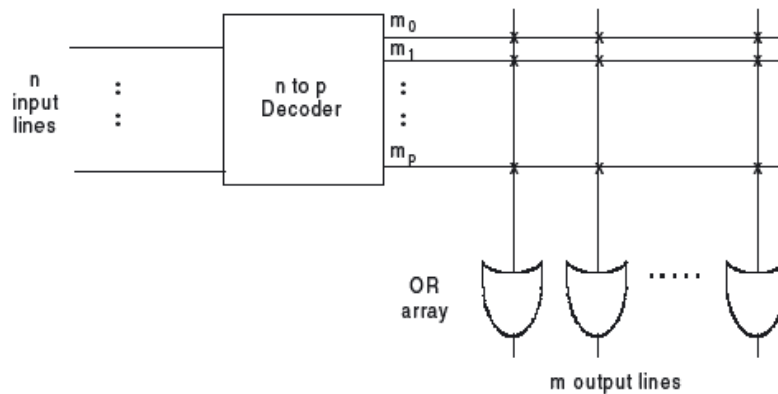 n
input
lines
n to p
Decoder
m0
m1
mp
OR
array
m output lines